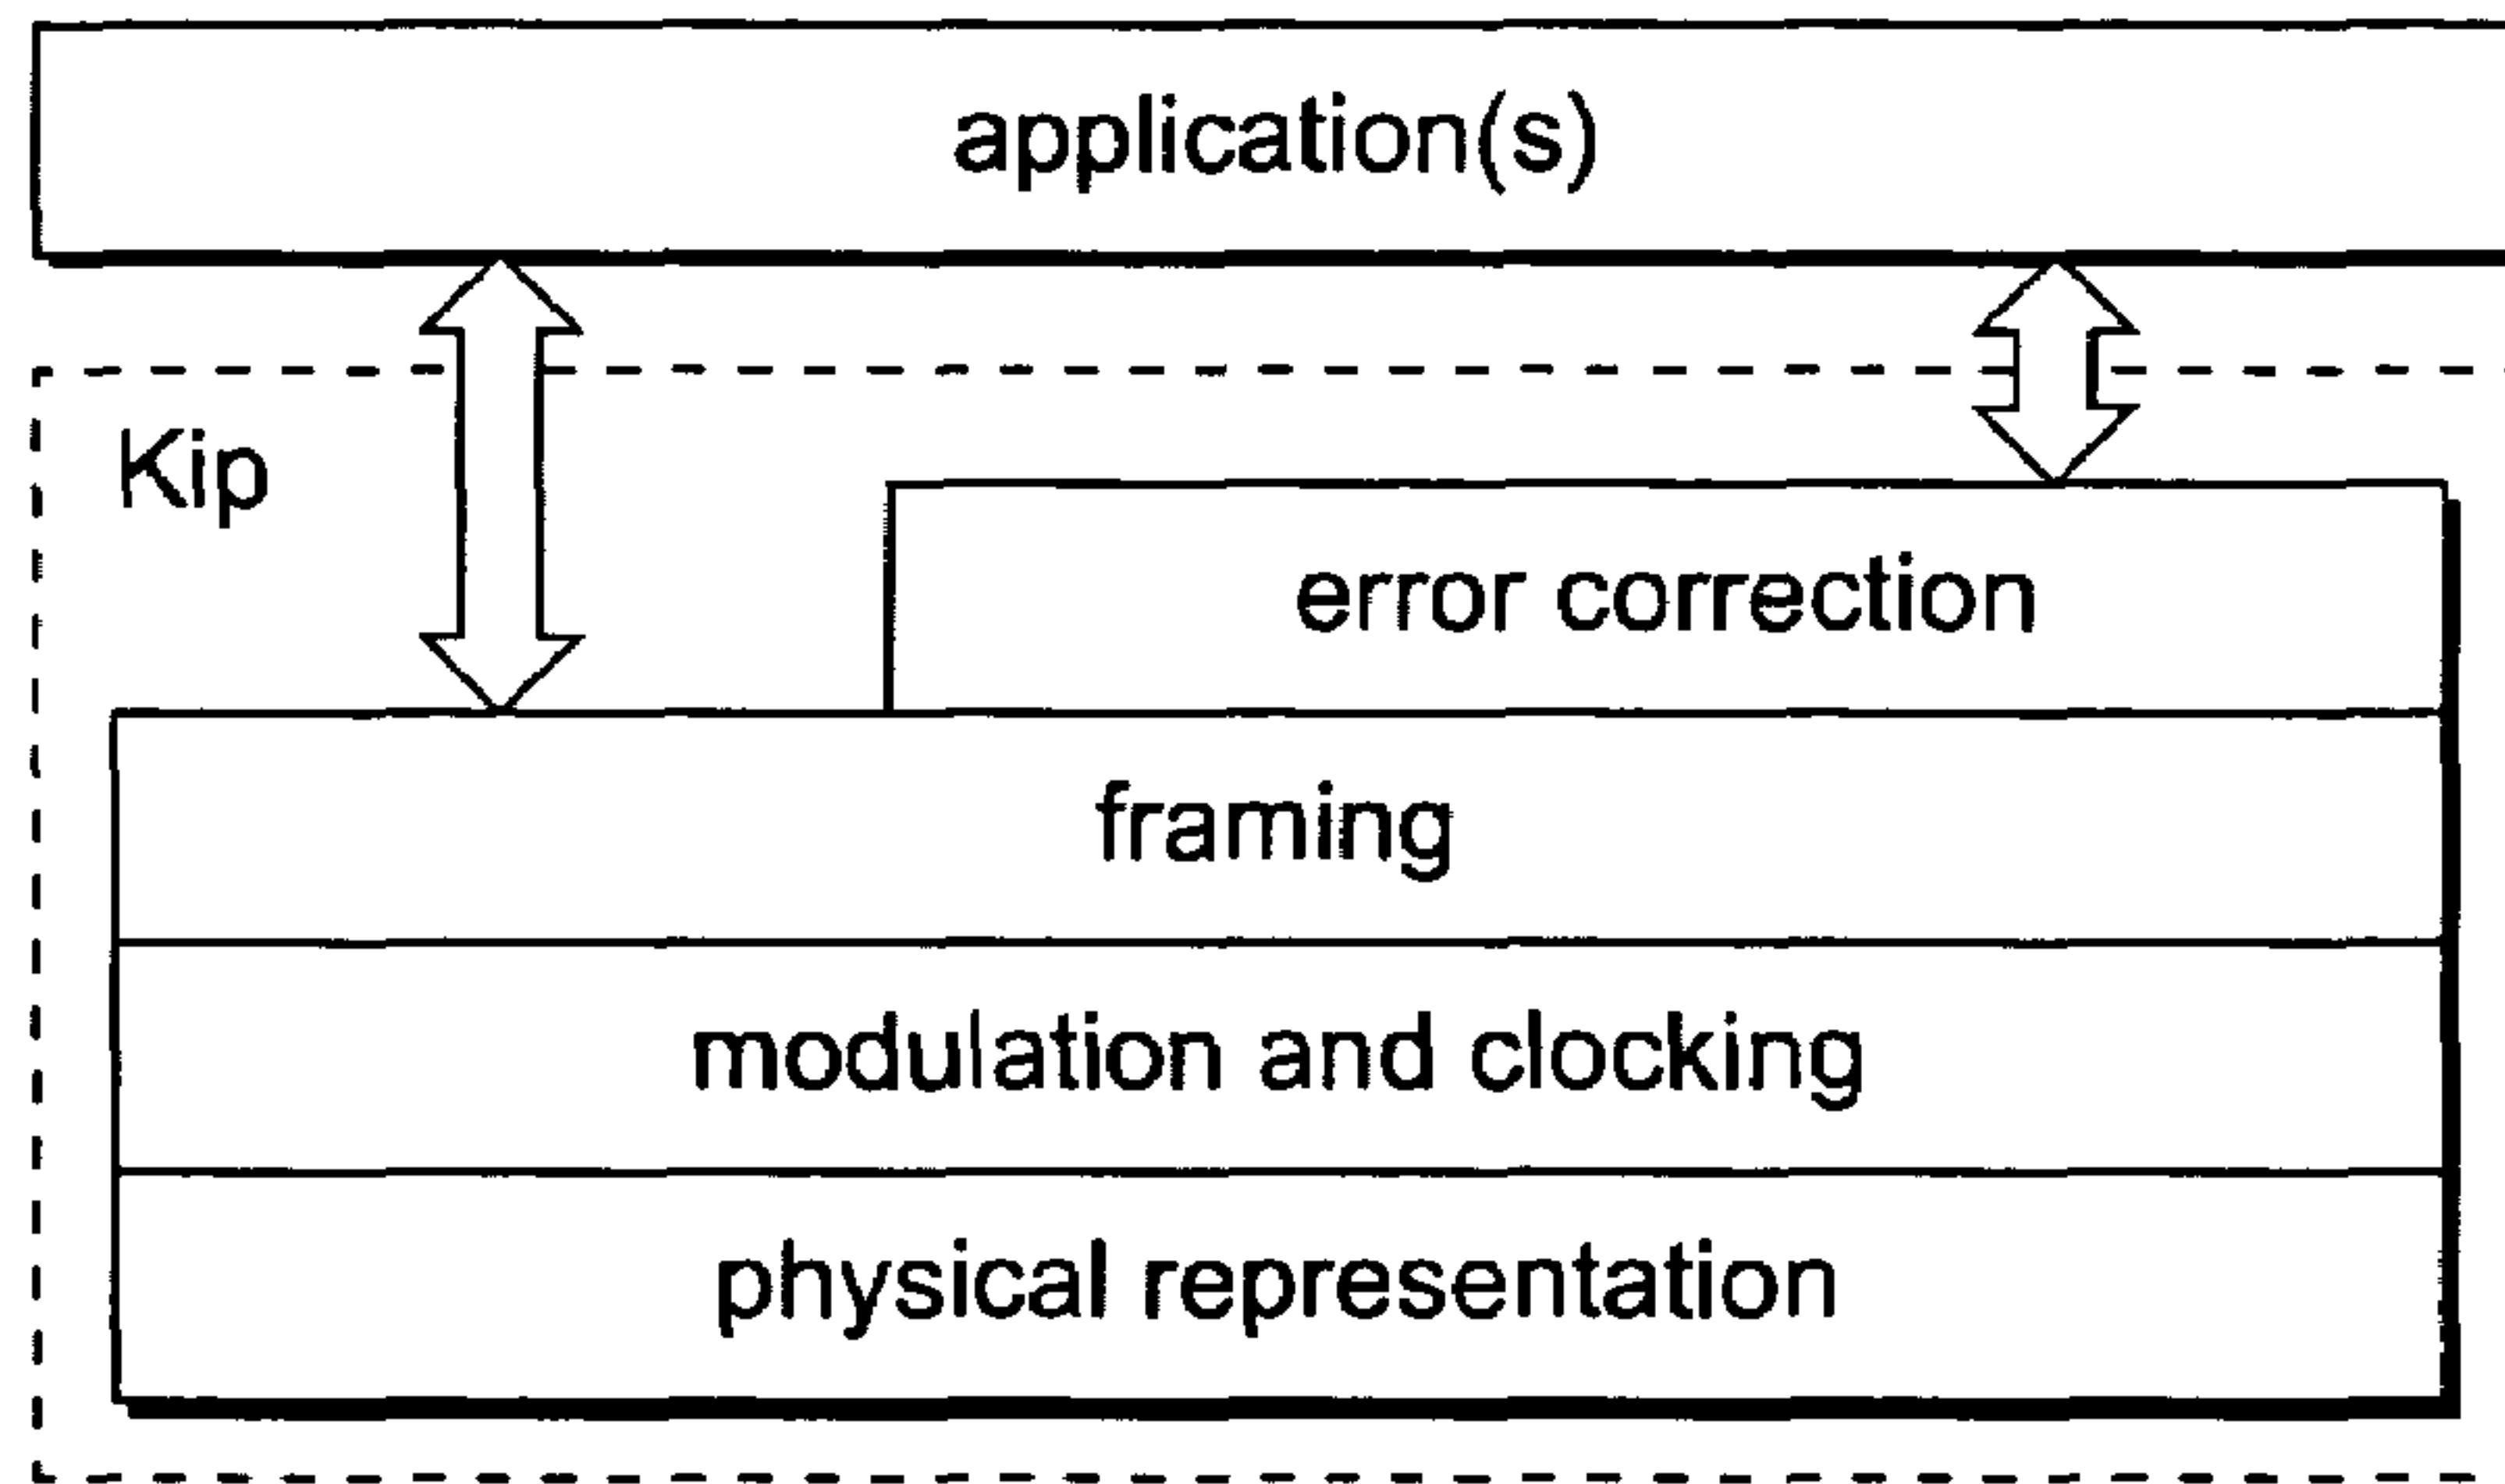 application(s)
Kip
error correction
framing
modulation and clocking
physical representation